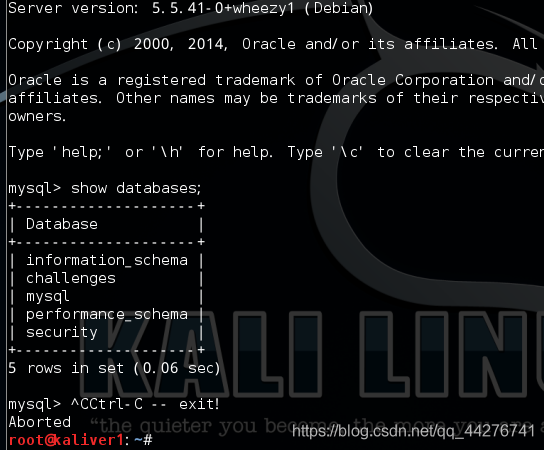 Server version: 5.5.41-0+wheezy1 (Debian)
Copyright (c) 2000, 2014, Oracle and/or its affiliates. All
Oracle is a registered trademark of Oracle Corporation and/
affiliates. Other names may be trademarks of their
owners.
Type 'help;' or '\h' for help. Type '\c' to clear the
mysql> show databases;
+--------------------+
| Database           |
+--------------------+
| information_schema |
| challenges         |
| mysql              |
| performance_schema |
| security           |
+--------------------+
5 rows in set (0.06 sec)
mysql> ^CCtrl-C -- exit!
Aborted
root@kaliver1:~#
KALI LIN
"the quieter you become, the more you are a
https://blog.csdn.net/qq_44276741